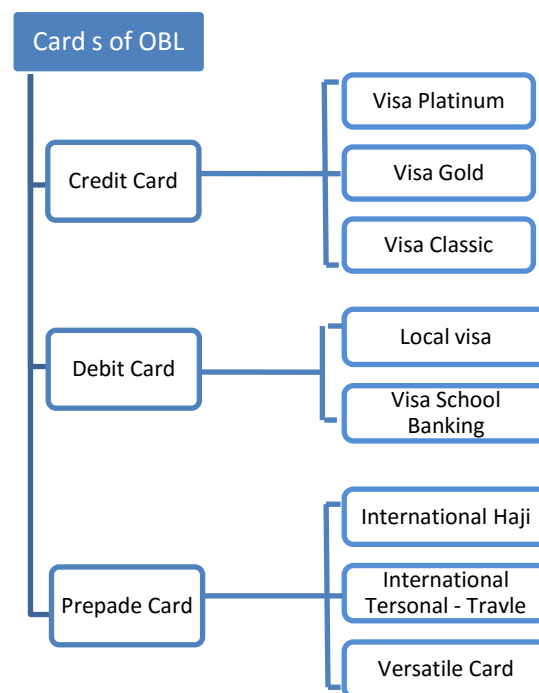 Card s of OBL
Credit Card
Visa Platinum
Visa Gold
Visa Classic
Debit Card
Local visa
Visa School
Banking
Prepade Card
International Haji
International
Tersonal - Travle
Versatile Card